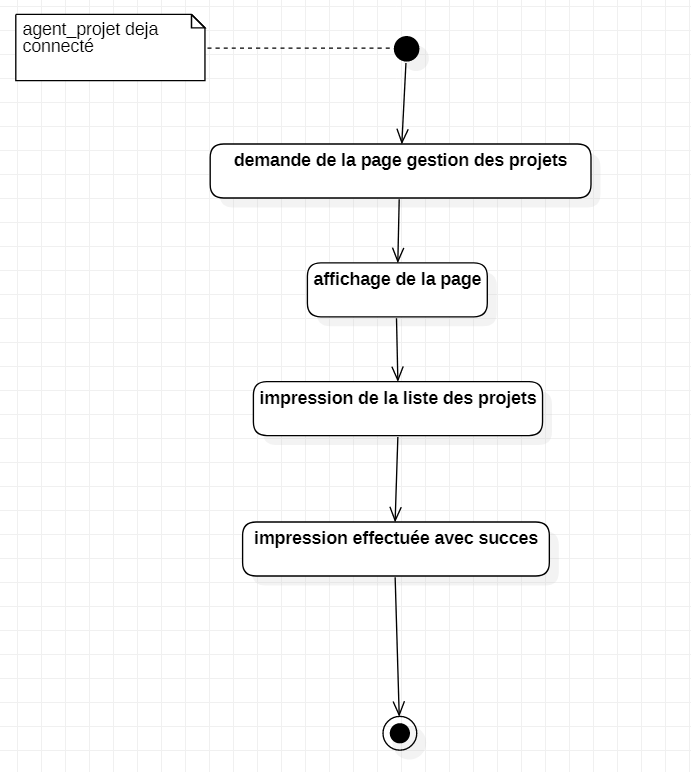 agent_projet deja
connecté
demande de la page gestion des projets
affichage de la page
impression de la liste des projets
impression effectuée avec succes